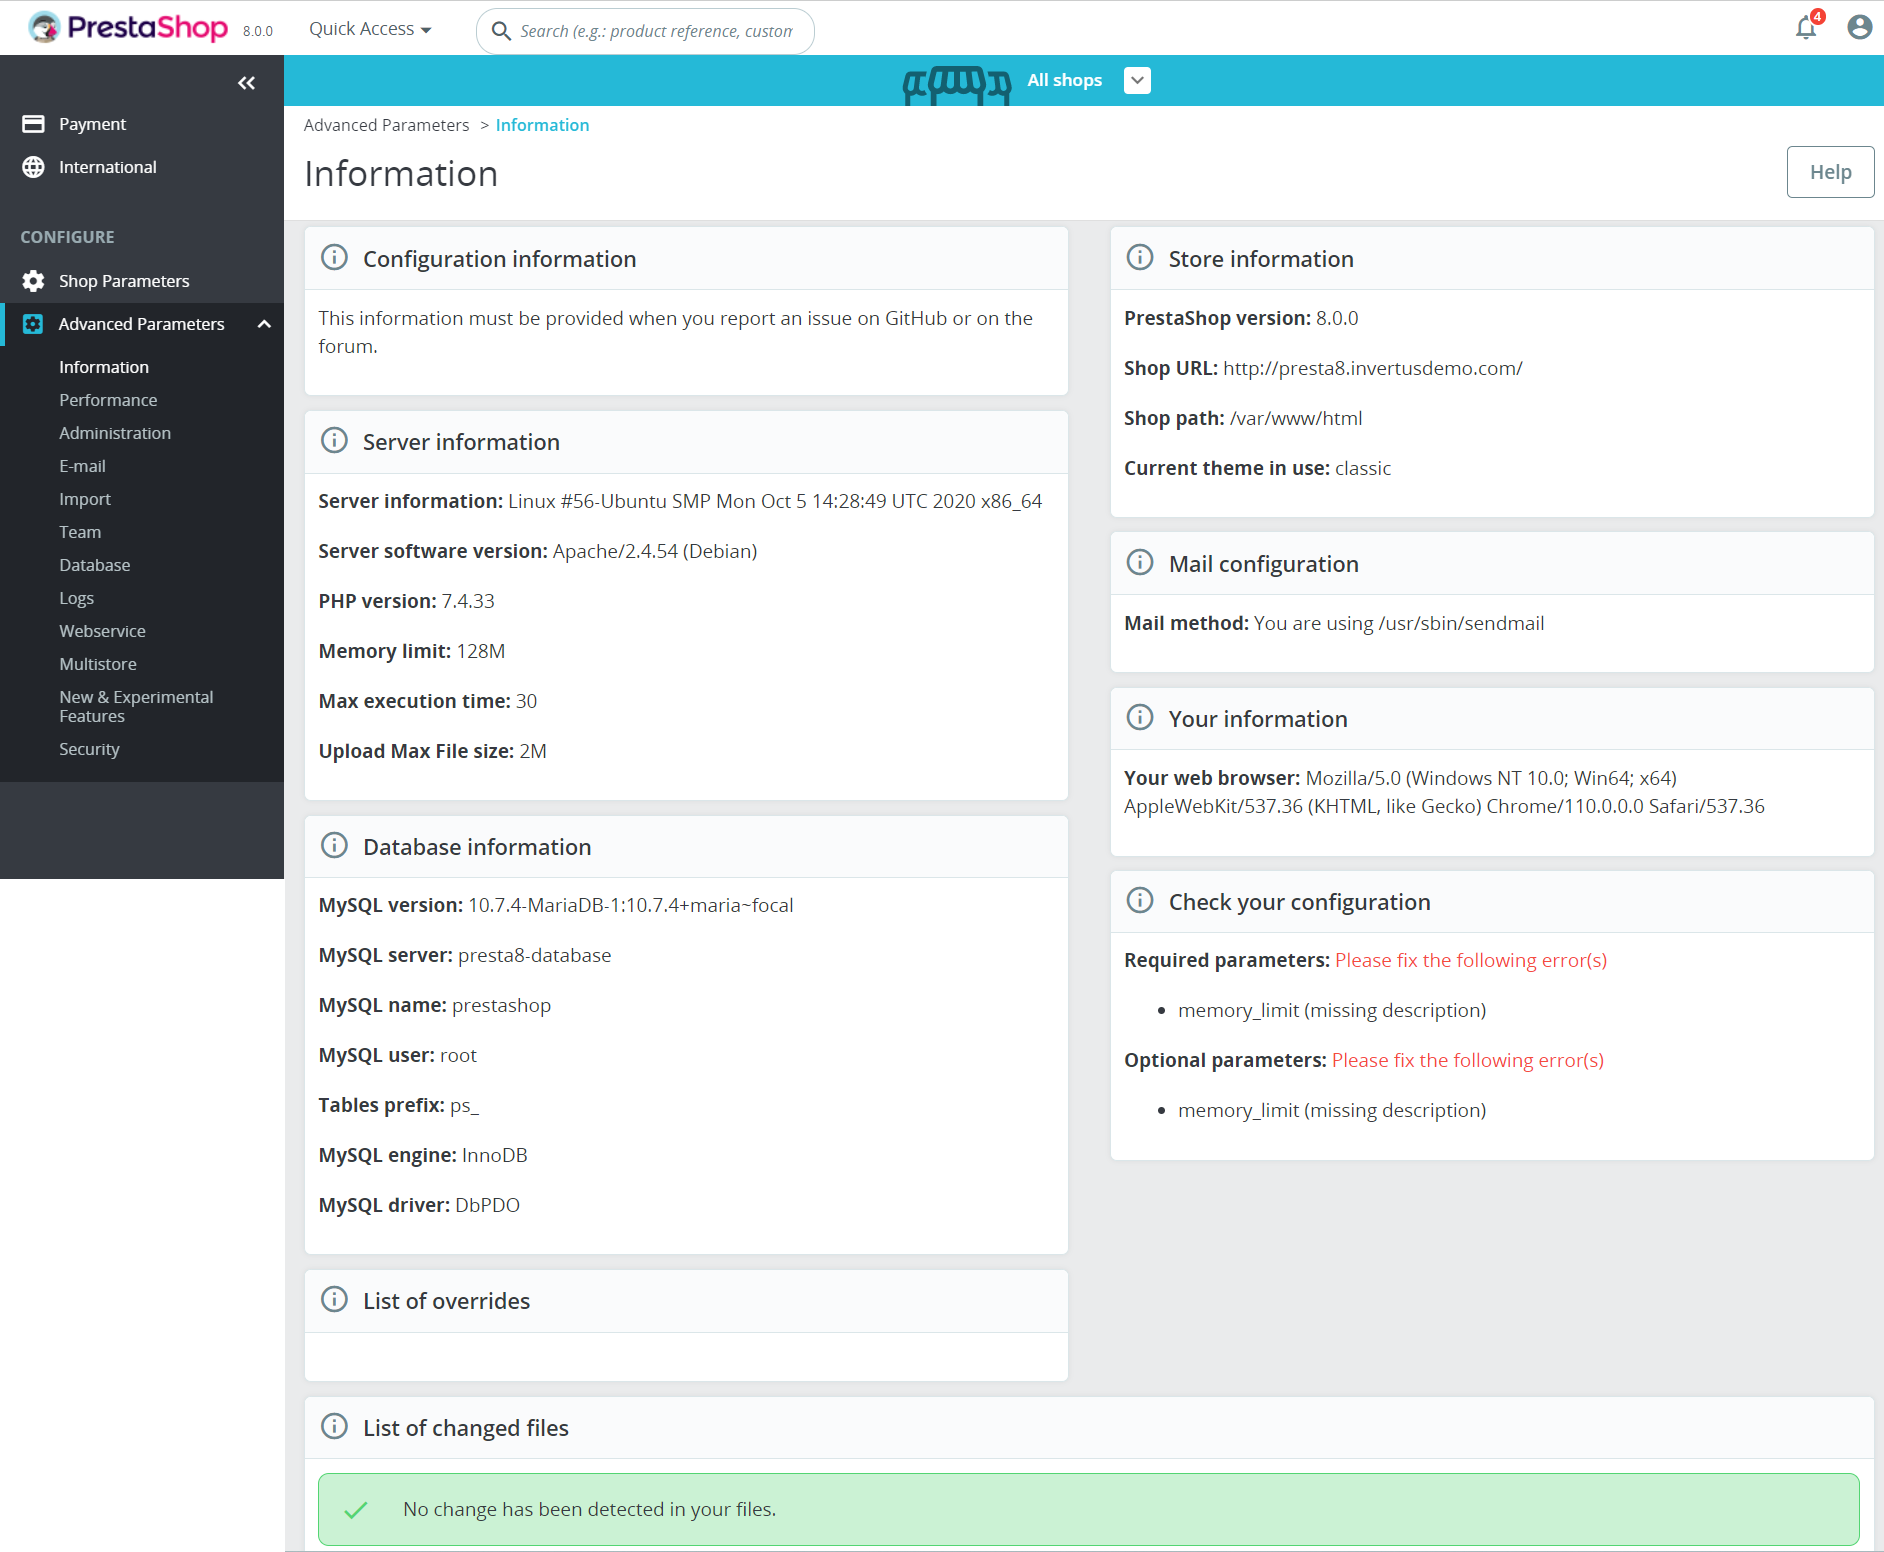 PrestaShop 8.0.0
Quick Access
Search (e.g.: product reference, custon
4
All shops
Payment
International
CONFIGURE
Shop Parameters
Advanced Parameters
Information
Performance
Administration
E-mail
Import
Team
Database
Logs
Webservice
Multistore
New & Experimental
Features
Security
Advanced Parameters > Information
Information
Help
Configuration information
This information must be provided when you report an issue on GitHub or on the
forum.
Server information
Server information: Linux #56-Ubuntu SMP Mon Oct 5 14:28:49 UTC 2020 x86_64
Server software version: Apache/2.4.54 (Debian)
PHP version: 7.4.33
Memory limit: 128M
Max execution time: 30
Upload Max File size: 2M
Database information
MySQL version: 10.7.4-MariaDB-1:10.7.4+maria~focal
MySQL server: presta8-database
MySQL name: prestashop
MySQL user: root
Tables prefix: ps_
MySQL engine: InnoDB
MySQL driver: DbPDO
List of overrides
Store information
PrestaShop version: 8.0.0
Shop URL: http://presta8.invertusdemo.com/
Shop path: /var/www/html
Current theme in use: classic
Mail configuration
Mail method: You are using /usr/sbin/sendmail
Your information
Your web browser: Mozilla/5.0 (Windows NT 10.0; Win64; x64)
AppleWebKit/537.36 (KHTML, like Gecko) Chrome/110.0.0.0 Safari/537.36
Check your configuration
Required parameters: Please fix the following error(s)
• memory_limit (missing description)
Optional parameters: Please fix the following error(s)
• memory_limit (missing description)
List of changed files
No change has been detected in your files.